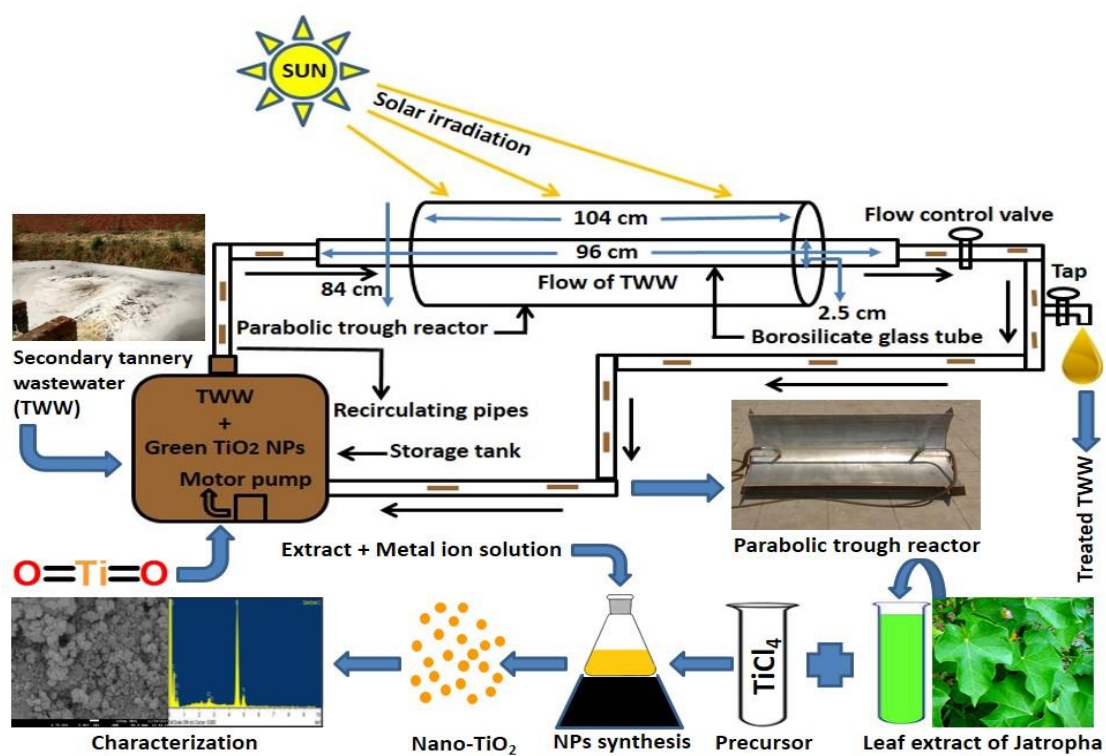 SUN
Solar irradiation
104 cm
Flow control valve
96 cm
Tap
84 cm
Flow of TWW
2.5 cm
Parabolic trough reactor
Borosilicate glass tube
Secondary tannery
wastewater
(TWW)
TWW
+
Green TiO₂ NPs
Motor pump
Recirculating pipes
Storage tank
Treated TWW
Parabolic trough reactor
Extract + Metal ion solution
O=Ti=O
TiCl₄
Characterization
Nano-TiO₂
NPs synthesis
Precursor
Leaf extract of Jatropha